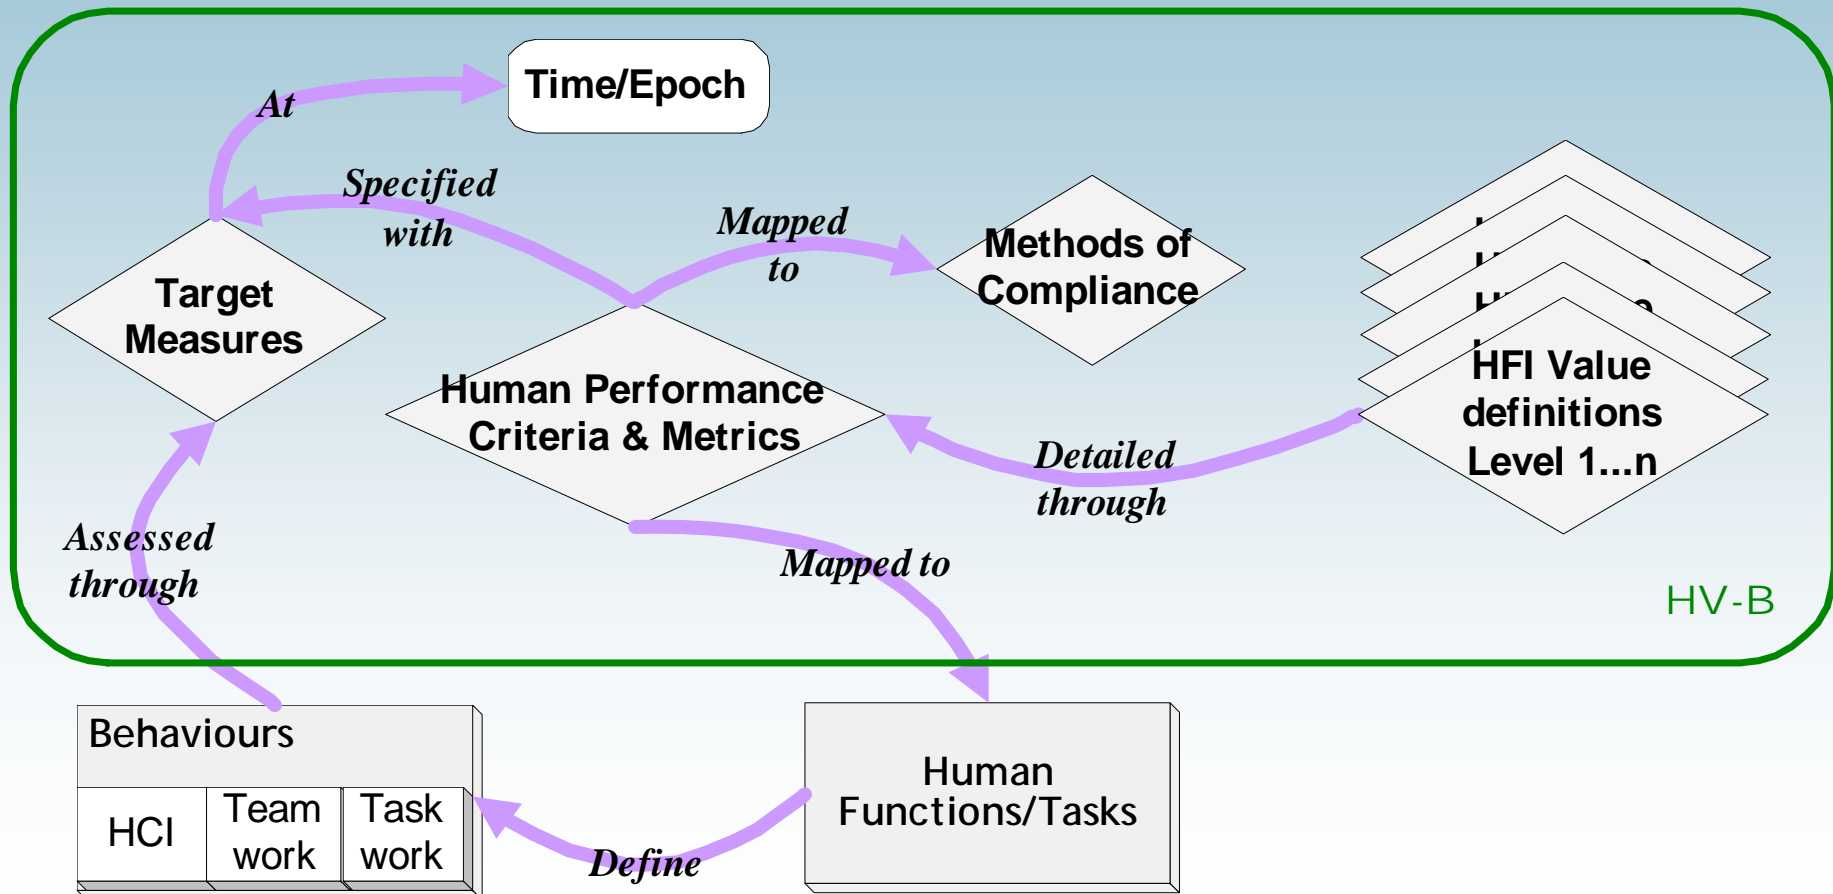 Time/Epoch
At
Specified
with
Mapped
to
Methods of
Compliance
Target
Measures
Human Performance
Criteria & Metrics
HFI Value
definitions
Level 1...n
Detailed
through
Assessed
through
Mapped to
HV-B
Behaviours
HCI
Team
work
Task
work
Human
Functions/Tasks
Define